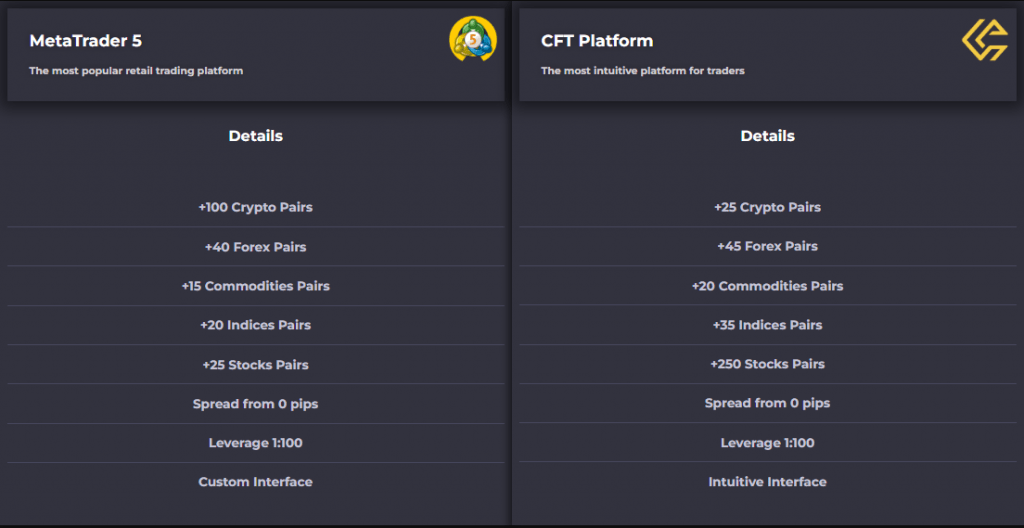 MetaTrader 5
The most popular retail trading platform
5
Details
+100 Crypto Pairs
+40 Forex Pairs
+15 Commodities Pairs
+20 Indices Pairs
+25 Stocks Pairs
Spread from 0 pips
Leverage 1:100
Custom Interface
CFT Platform
The most intuitive platform for traders
Details
+25 Crypto Pairs
+45 Forex Pairs
+20 Commodities Pairs
+35 Indices Pairs
+250 Stocks Pairs
Spread from 0 pips
Leverage 1:100
Intuitive Interface